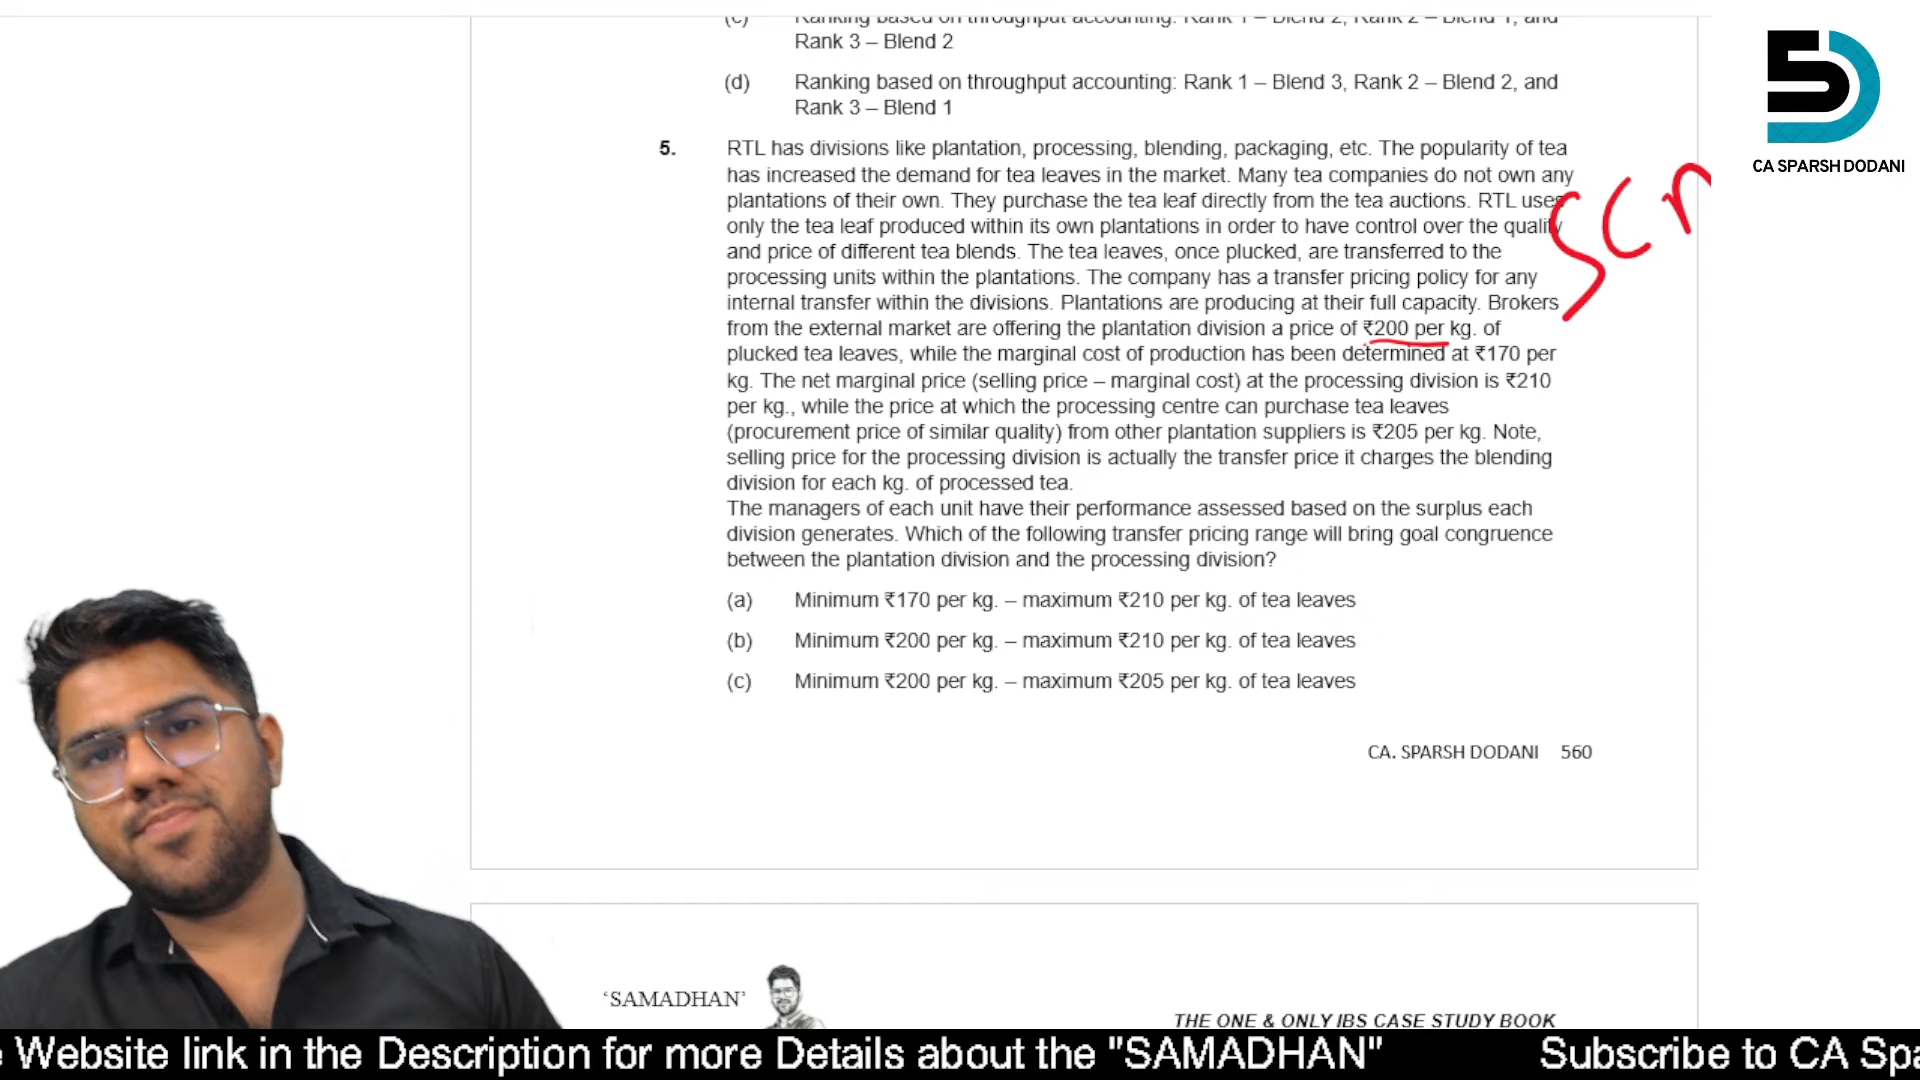 (c) Ranking based on throughput accounting: Rank 1 – Blend 2, Rank 2 – Blend 1, and
Rank 3 – Blend 2
(d) Ranking based on throughput accounting: Rank 1 – Blend 3, Rank 2 – Blend 2, and
Rank 3 – Blend 1
CA SPARSH DODANI
5. RTL has divisions like plantation, processing, blending, packaging, etc. The popularity of tea
has increased the demand for tea leaves in the market. Many tea companies do not own any
plantations of their own. They purchase the tea leaf directly from the tea auctions. RTL uses
only the tea leaf produced within its own plantations in order to have control over the quality
and price of different tea blends. The tea leaves, once plucked, are transferred to the
processing units within the plantations. The company has a transfer pricing policy for any
internal transfer within the divisions. Plantations are producing at their full capacity. Brokers
from the external market are offering the plantation division a price of ₹200 per kg. of
plucked tea leaves, while the marginal cost of production has been determined at ₹170 per
kg. The net marginal price (selling price – marginal cost) at the processing division is ₹210
per kg., while the price at which the processing centre can purchase tea leaves
(procurement price of similar quality) from other plantation suppliers is ₹205 per kg. Note,
selling price for the processing division is actually the transfer price it charges the blending
division for each kg. of processed tea.
The managers of each unit have their performance assessed based on the surplus each
division generates. Which of the following transfer pricing range will bring goal congruence
between the plantation division and the processing division?
(a) Minimum ₹170 per kg. – maximum ₹210 per kg. of tea leaves
(b) Minimum ₹200 per kg. – maximum ₹210 per kg. of tea leaves
(c) Minimum ₹200 per kg. – maximum ₹205 per kg. of tea leaves
CA. SPARSH DODANI 560
‘SAMADHAN’
THE ONE & ONLY IBS CASE STUDY BOOK
Website link in the Description for more Details about the "SAMADHAN" Subscribe to CA